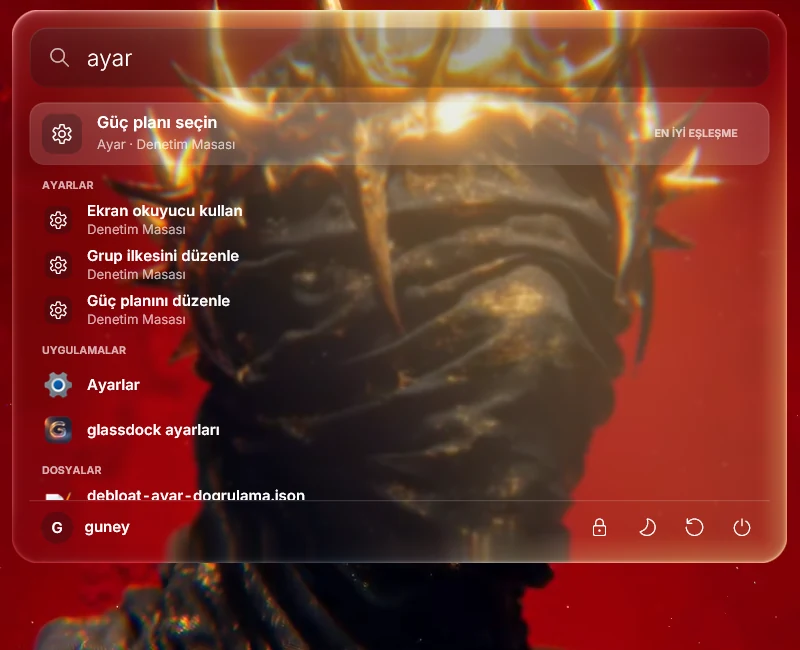 ayar
Güç planı seçin
Ayar · Denetim Masası
EN İYİ EŞLEŞME
AYARLAR
Ekran okuyucu kullan
Denetim Masası
Grup ilkesini düzenle
Denetim Masası
Güç planını düzenle
Denetim Masası
UYGULAMALAR
Ayarlar
glassdock ayarları
DOSYALAR
debloat-ayar-dogrulama.json
G guney